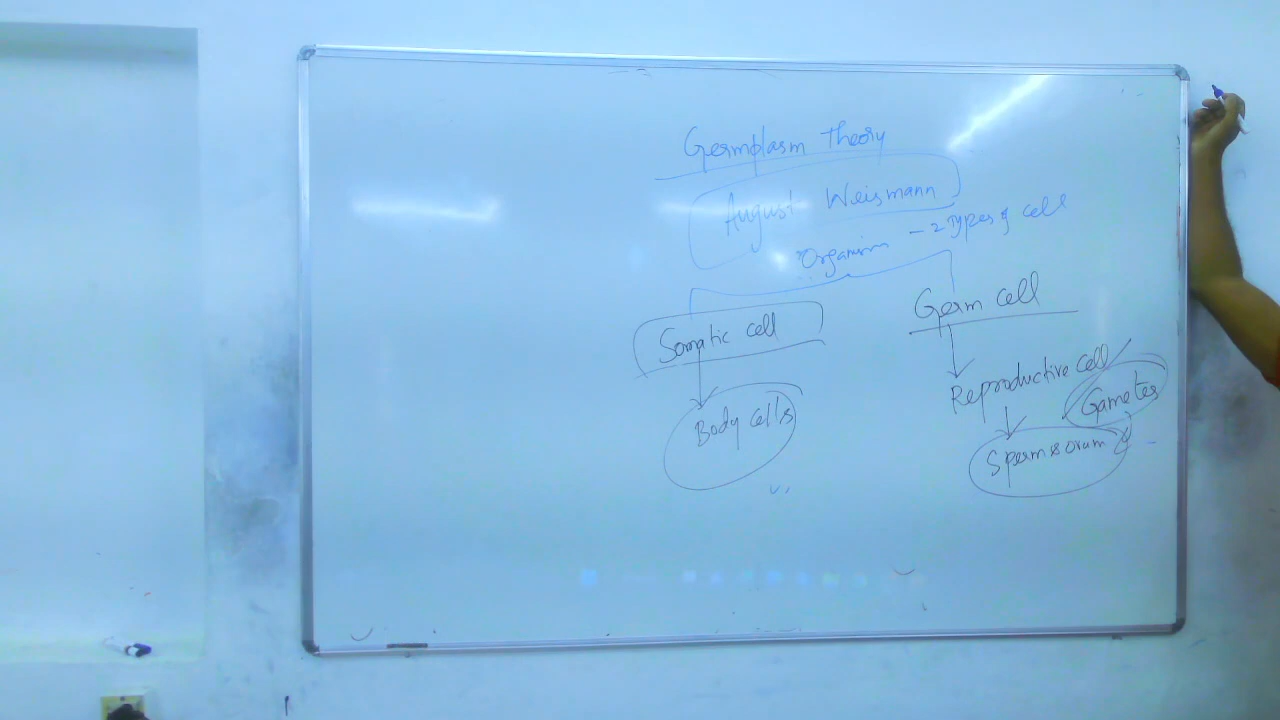 Germplasm Theory
August Weismann
Organism - 2 Types of cell
Somatic cell
Germ cell
Body cells
Reproductive cell
Gametes
Sperm & ovum